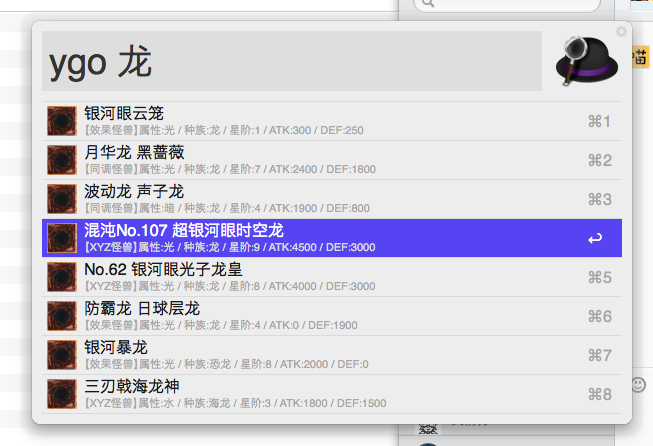 ygo 龙
喵
银河眼云笼
[效果怪兽]属性:光 / 种族:龙 / 星阶:1 / ATK:300 / DEF:250
⌘1
月华龙 黑蔷薇
[同调怪兽]属性:光 / 种族:龙 / 星阶:7 / ATK:2400 / DEF:1800
⌘2
波动龙 声子龙
[同调怪兽]属性:暗 / 种族:龙 / 星阶:4 / ATK:1900 / DEF:800
⌘3
混沌No.107 超银河眼时空龙
[XYZ怪兽]属性:光 / 种族:龙 / 星阶:9 / ATK:4500 / DEF:3000
↩
No.62 银河眼光子龙皇
[XYZ怪兽]属性:光 / 种族:龙 / 星阶:8 / ATK:4000 / DEF:3000
⌘5
防霸龙 日球层龙
[效果怪兽]属性:光 / 种族:龙 / 星阶:4 / ATK:0 / DEF:1900
⌘6
银河暴龙
[效果怪兽]属性:光 / 种族:恐龙 / 星阶:8 / ATK:2000 / DEF:0
⌘7
三刃戟海龙神
[XYZ怪兽]属性:水 / 种族:海龙 / 星阶:3 / ATK:1800 / DEF:1500
⌘8